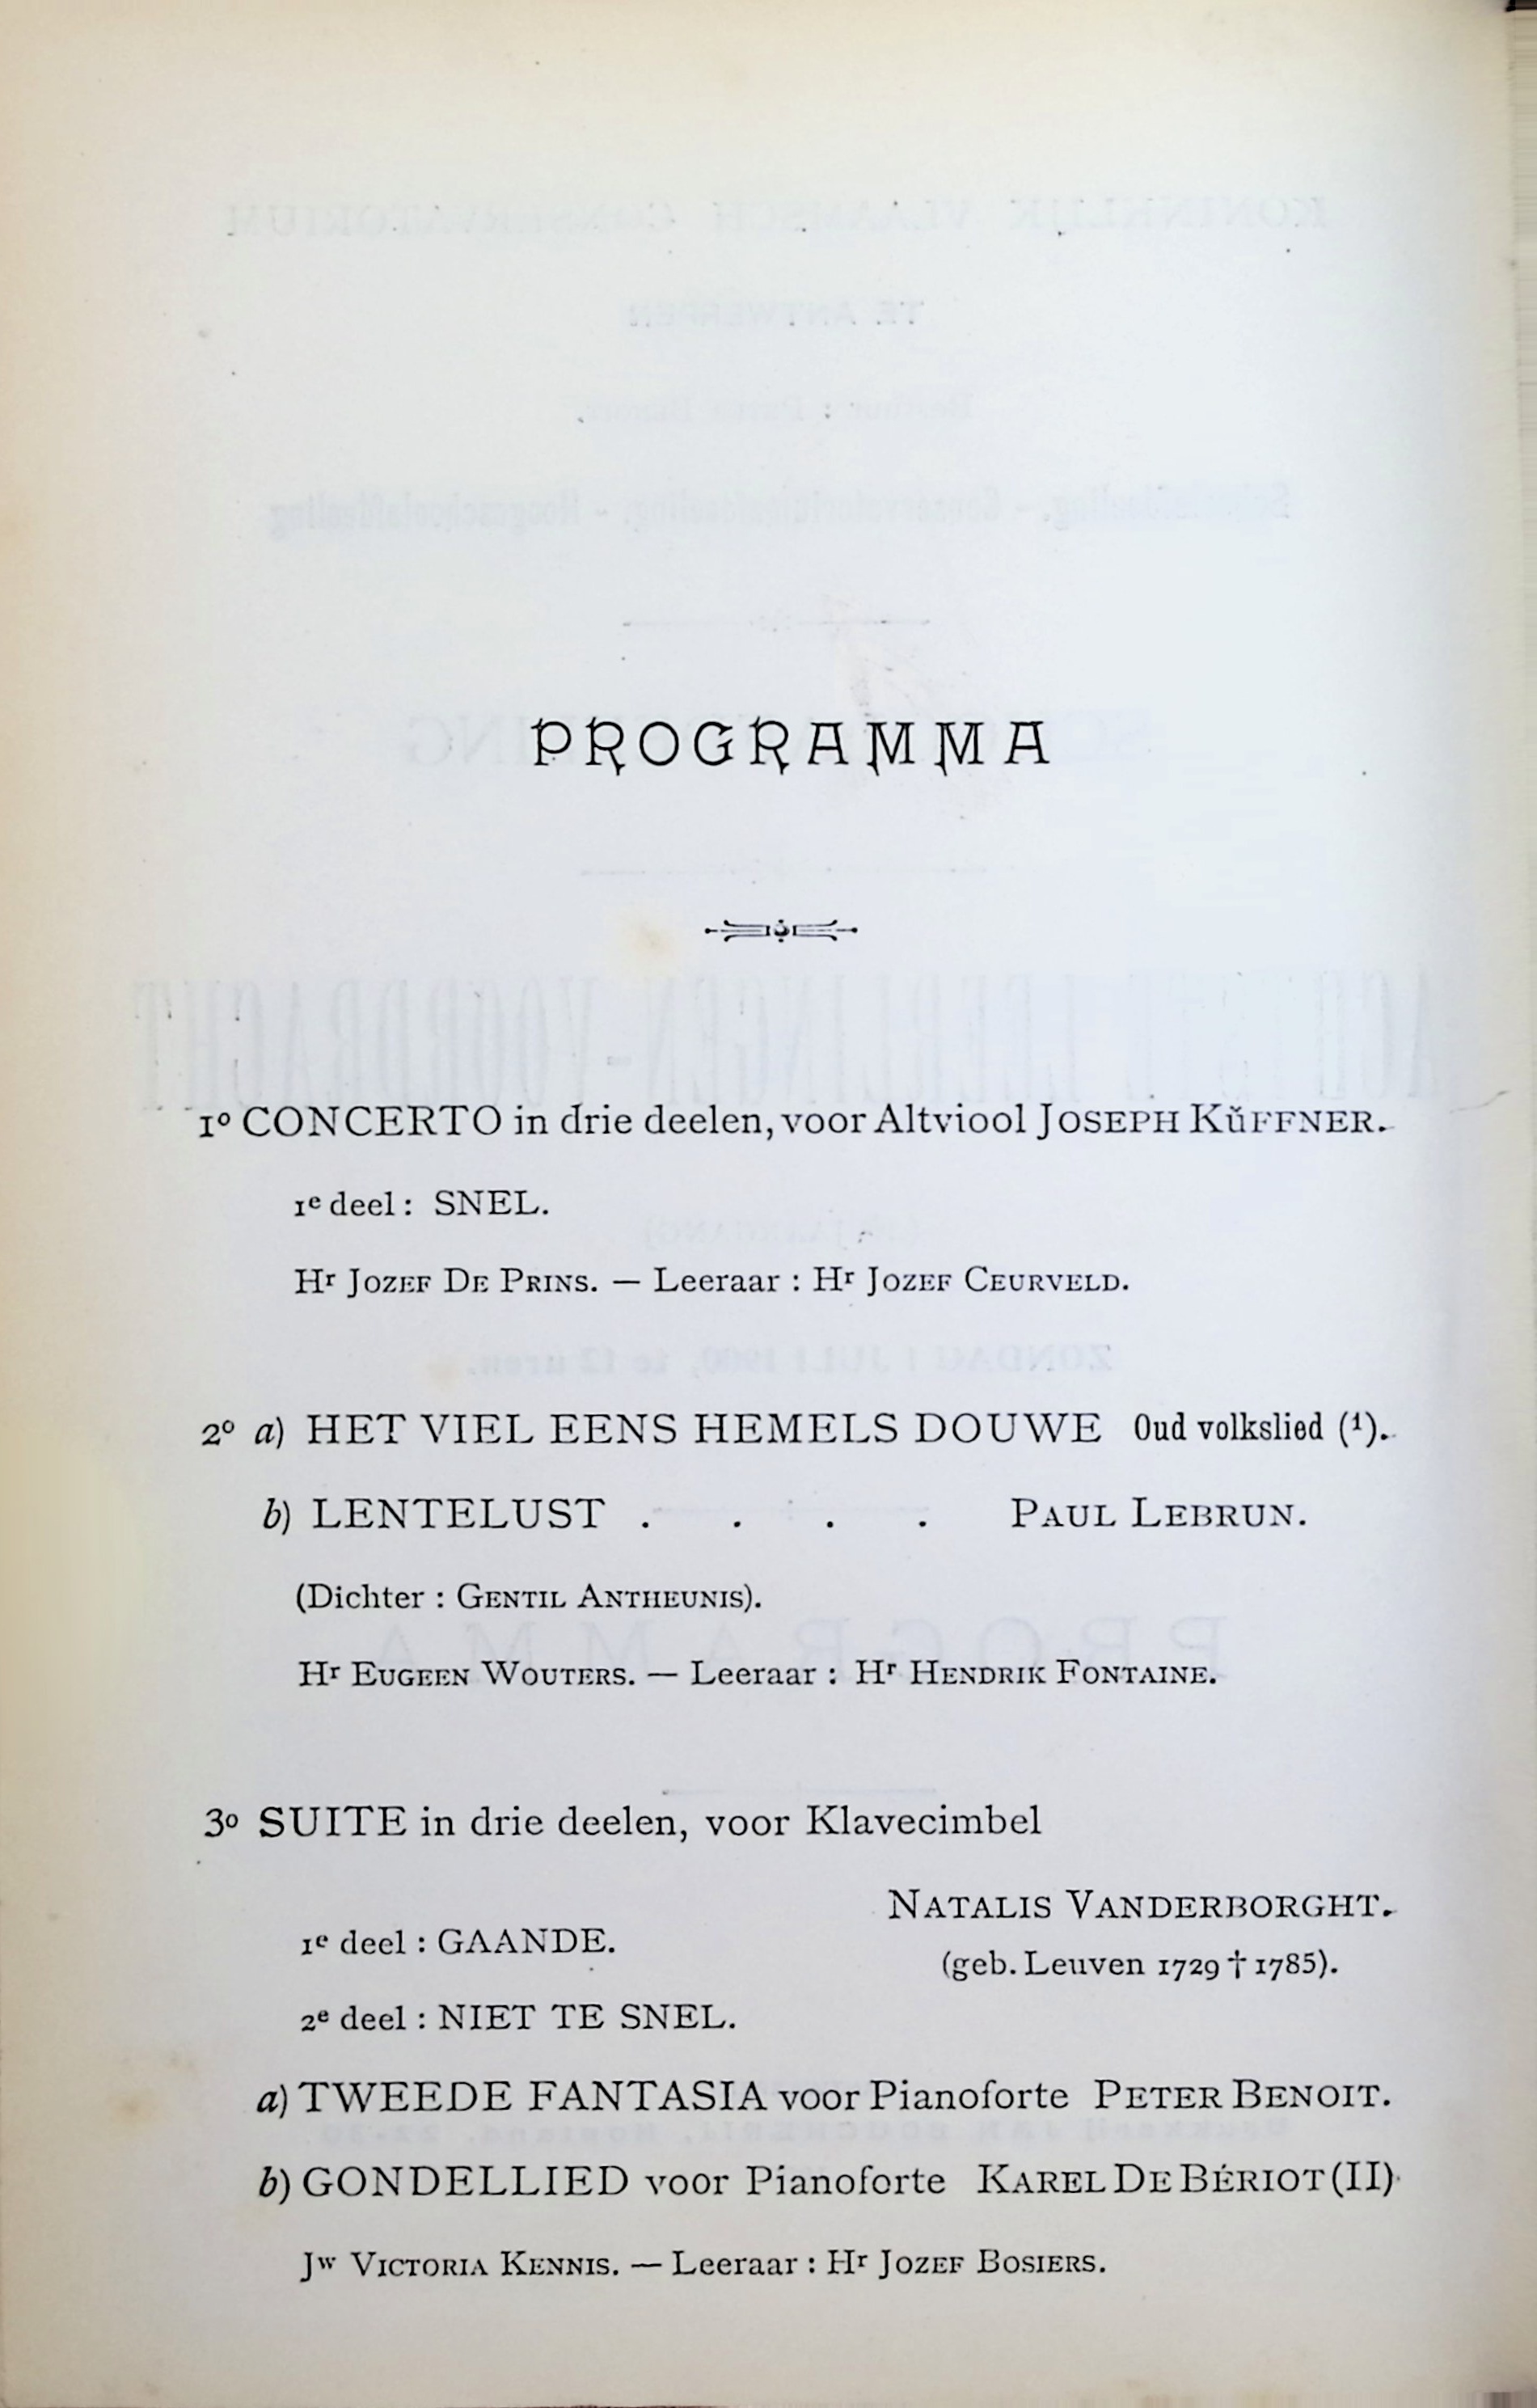 PROGRAMMA
1º CONCERTO in drie deelen, voor Altviool JOSEPH KŭFFNER.
1e deel : SNEL.
Hr JOZEF DE PRINS. — Leeraar : Hr JOZEF CEURVELD.
2º a) HET VIEL EENS HEMELS DOUWE Oud volkslied (1).
b) LENTELUST . . . . PAUL LEBRUN.
(Dichter : GENTIL ANTHEUNIS).
Hr EUGEEN WOUTERS. — Leeraar : Hr HENDRIK FONTAINE.
3º SUITE in drie deelen, voor Klavecimbel
NATALIS VANDERBORGHT.
1e deel : GAANDE.
(geb. Leuven 1729 † 1785).
2e deel : NIET TE SNEL.
a) TWEEDE FANTASIA voor Pianoforte PETER BENOIT.
b) GONDELLIED voor Pianoforte KAREL DE BÉRIOT (II)
Jw VICTORIA KENNIS. — Leeraar : Hr JOZEF BOSIERS.